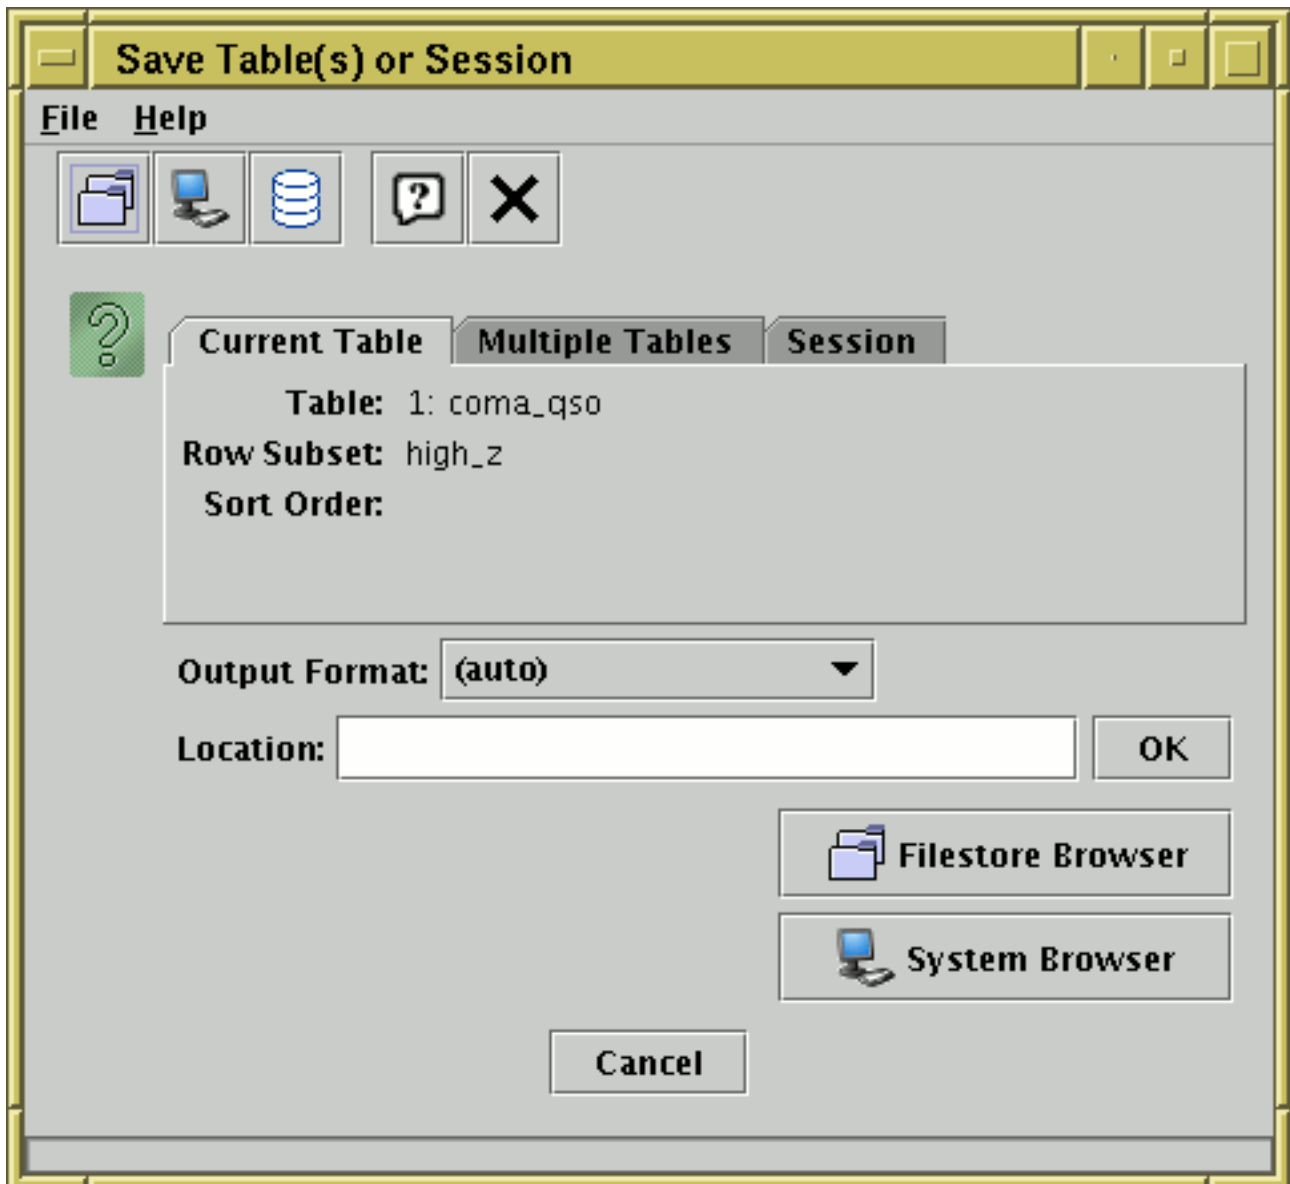 Save Table(s) or Session
File Help
?
?
Current Table Multiple Tables Session
Table: 1: coma_qso
Row Subset: high_z
Sort Order:
Output Format: (auto)
Location: OK
Filestore Browser
System Browser
Cancel